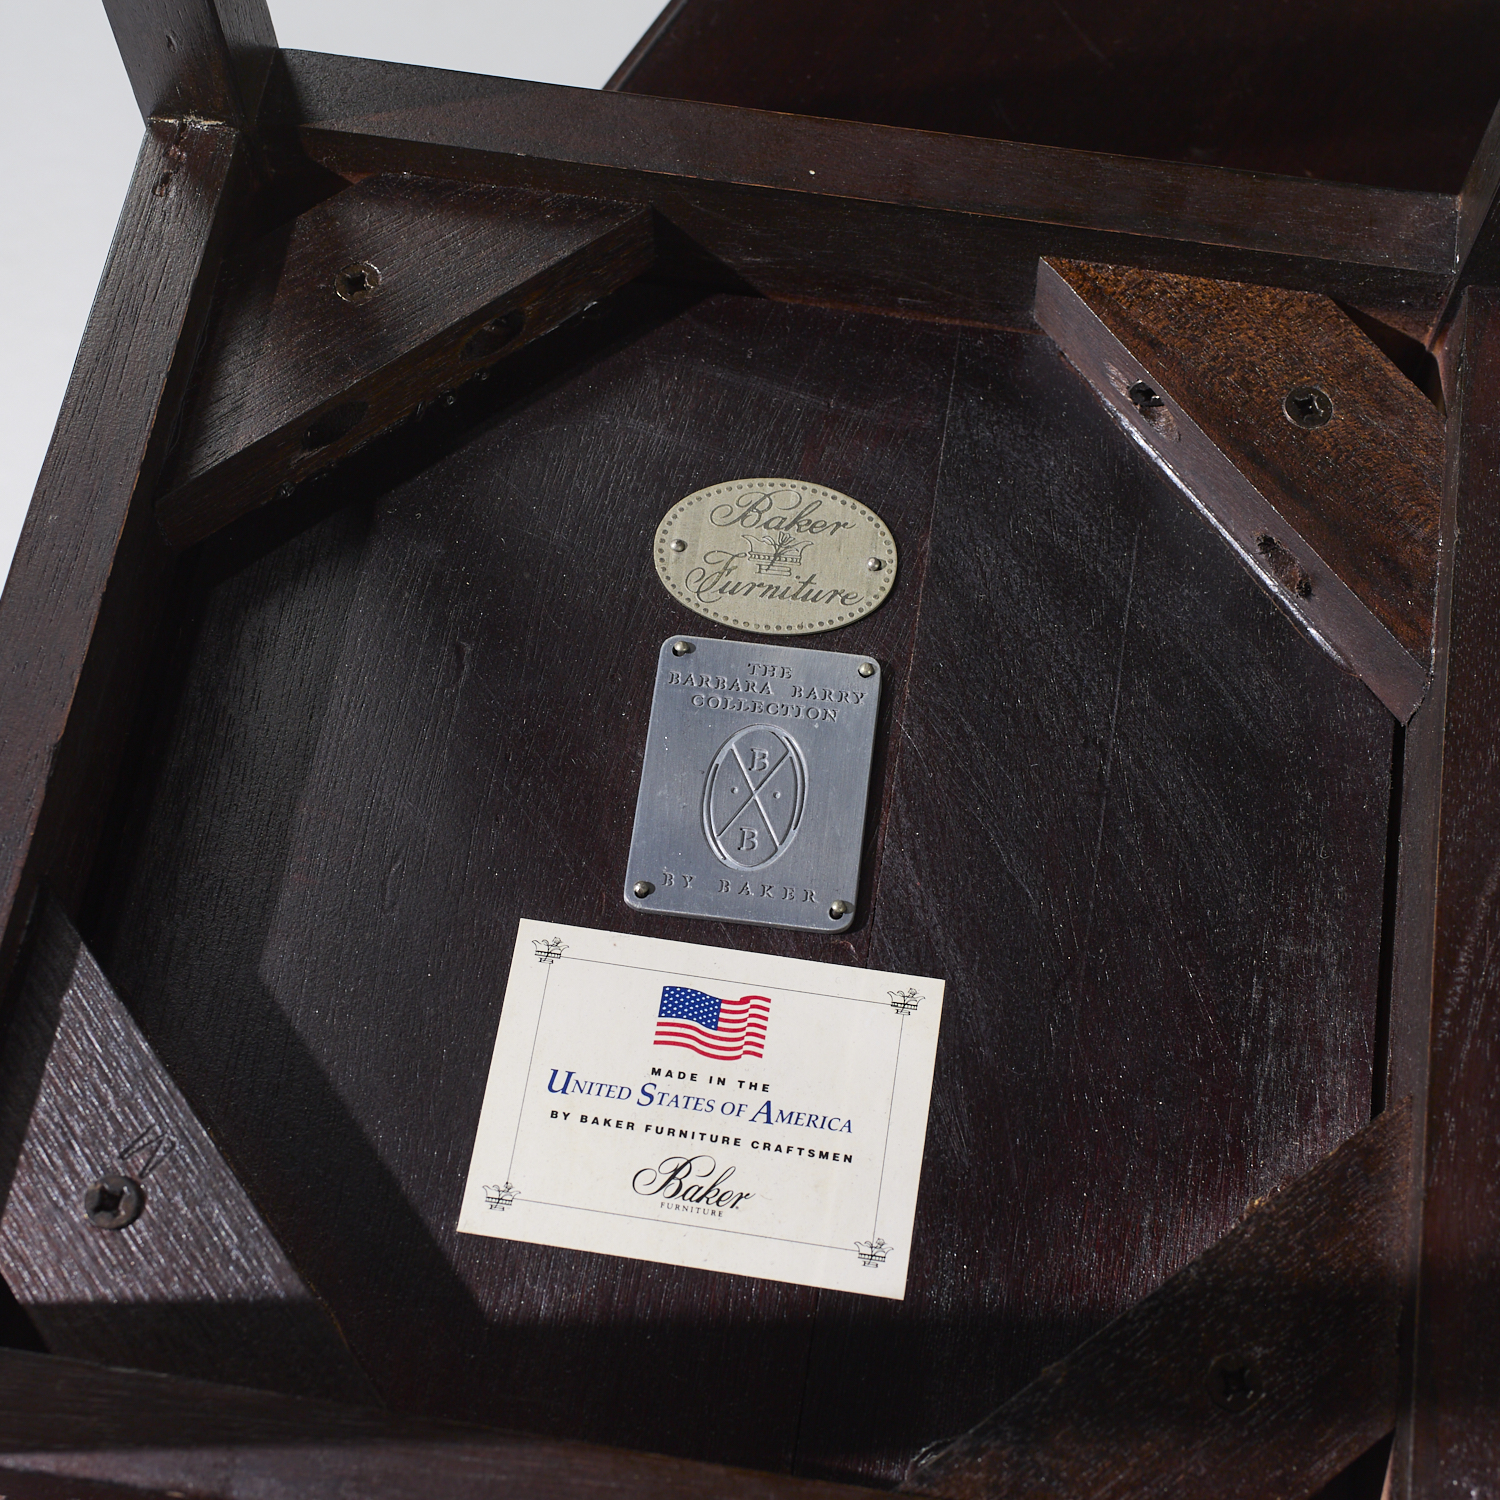 Baker
Furniture
THE
BARBARA BARRY
COLLECTION
B
B
BY BAKER
MADE IN THE
UNITED STATES OF AMERICA
BY BAKER FURNITURE CRAFTSMEN
Baker
FURNITURE